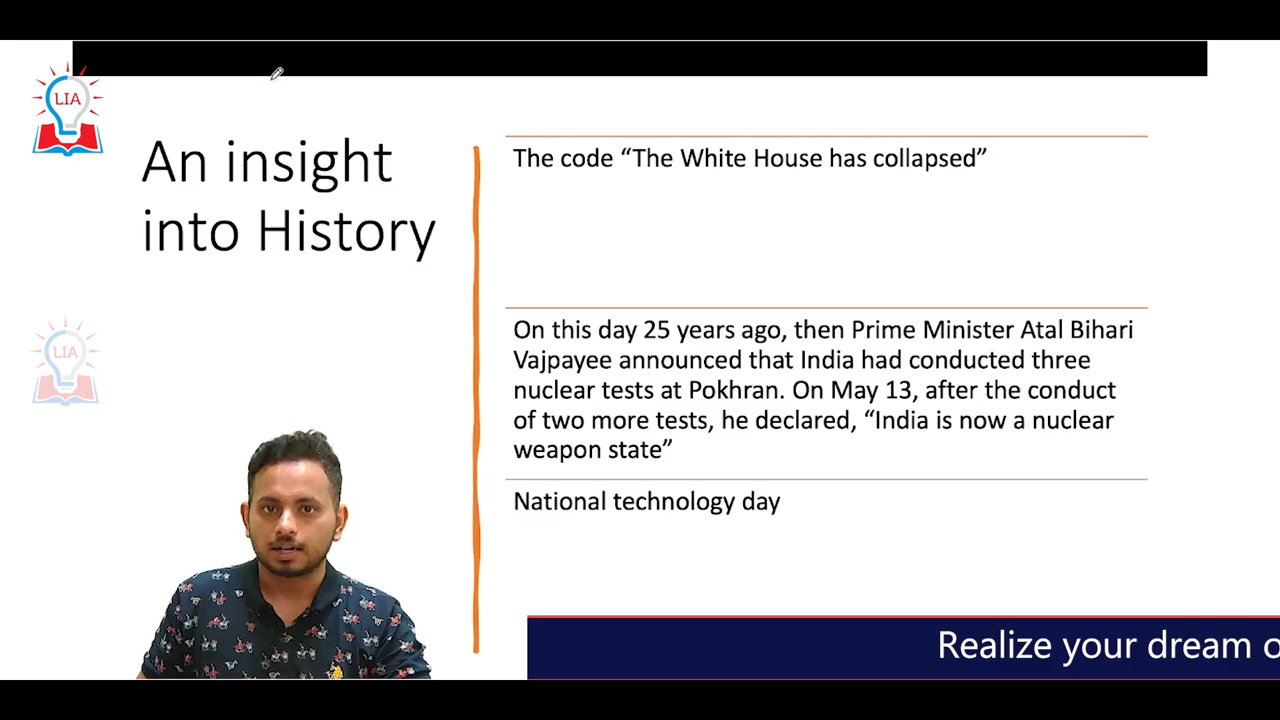 LIA
An insight
into History
The code “The White House has collapsed”
On this day 25 years ago, then Prime Minister Atal Bihari
Vajpayee announced that India had conducted three
nuclear tests at Pokhran. On May 13, after the conduct
of two more tests, he declared, “India is now a nuclear
weapon state”
National technology day
LIA
Realize your dream o